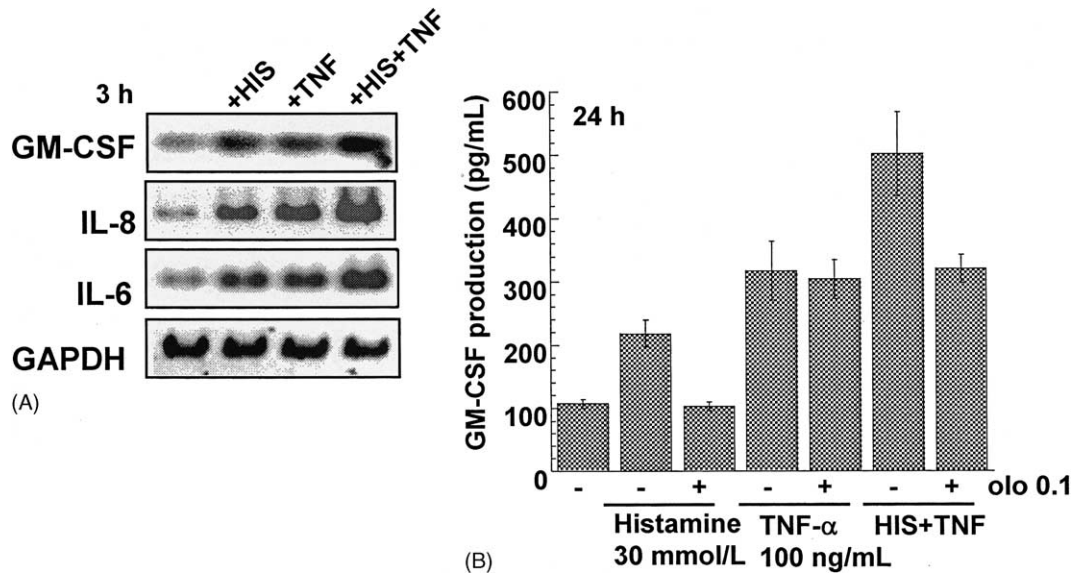 3 h
+HIS
+TNF
+HIS+TNF
GM-CSF
IL-8
IL-6
GAPDH
(A)
GM-CSF production (pg/mL)
600
500
400
300
200
100
0
24 h
- - + - + - + olo 0.1
Histamine TNF-α HIS+TNF
30 mmol/L 100 ng/mL
(B)